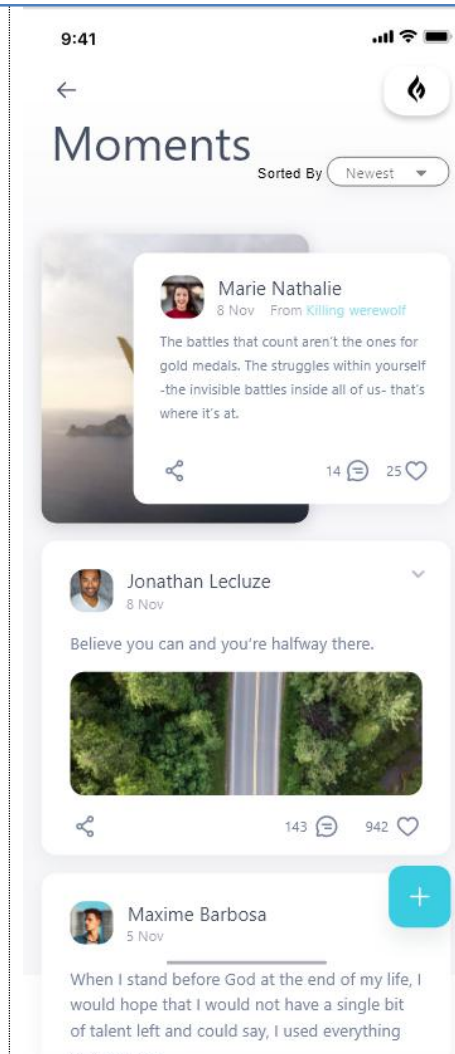 9:41
Moments
Sorted By Newest
Marie Nathalie
8 Nov From Killing werewolf
The battles that count aren't the ones for
gold medals. The struggles within yourself
-the invisible battles inside all of us- that's
where it's at.
14 25
Jonathan Lecluze
8 Nov
Believe you can and you're halfway there.
143 942
Maxime Barbosa
5 Nov
When I stand before God at the end of my life, I
would hope that I would not have a single bit
of talent left and could say, I used everything